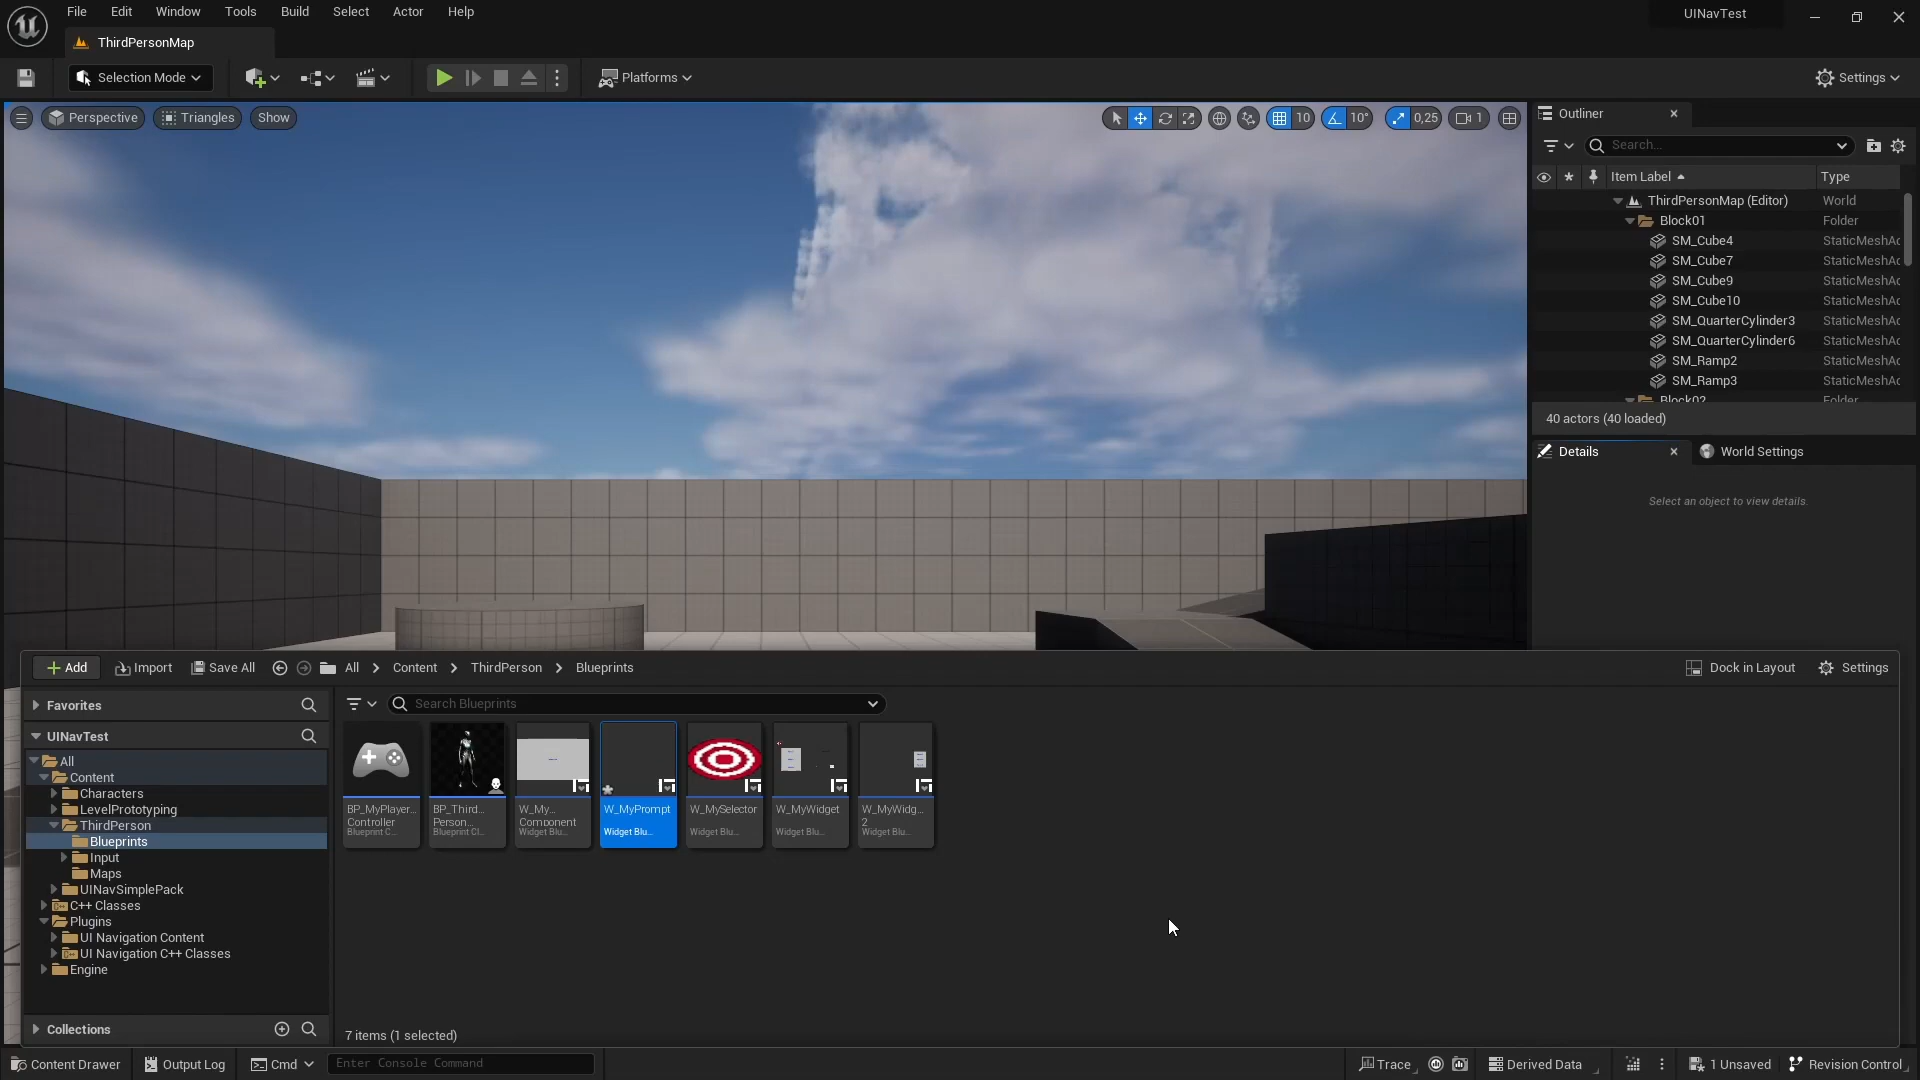 File Edit Window Tools Build Select Actor Help
UINavTest
ThirdPersonMap
Selection Mode
Platforms
Settings
Perspective Triangles Show
10 10° 0,25 1
Outliner
Search...
Item Label Type
ThirdPersonMap (Editor) World
Block01 Folder
SM_Cube4 StaticMeshAc
SM_Cube7 StaticMeshAc
SM_Cube9 StaticMeshAc
SM_Cube10 StaticMeshAc
SM_QuarterCylinder3 StaticMeshAc
SM_QuarterCylinder6 StaticMeshAc
SM_Ramp2 StaticMeshAc
SM_Ramp3 StaticMeshAc
Block02 Folder
40 actors (40 loaded)
Details World Settings
Select an object to view details.
Add Import Save All All > Content > ThirdPerson > Blueprints
Dock in Layout Settings
Favorites
Search Blueprints
UINavTest
All
Content
Characters
LevelPrototyping
ThirdPerson
Blueprints
Input
Maps
UINavSimplePack
C++ Classes
Plugins
UI Navigation Content
UI Navigation C++ Classes
Engine
Collections
BP_MyPlayer...
Controller
Blueprint C...
BP_Third...
Person...
Blueprint Cl...
W_My...
Component
Widget Blu...
W_MyPrompt
Widget Blu...
W_MySelector
Widget Blu...
W_MyWidget
Widget Blu...
W_MyWidg...
2
Widget Blu...
7 items (1 selected)
Content Drawer Output Log Cmd Enter Console Command
Trace Derived Data 1 Unsaved Revision Control